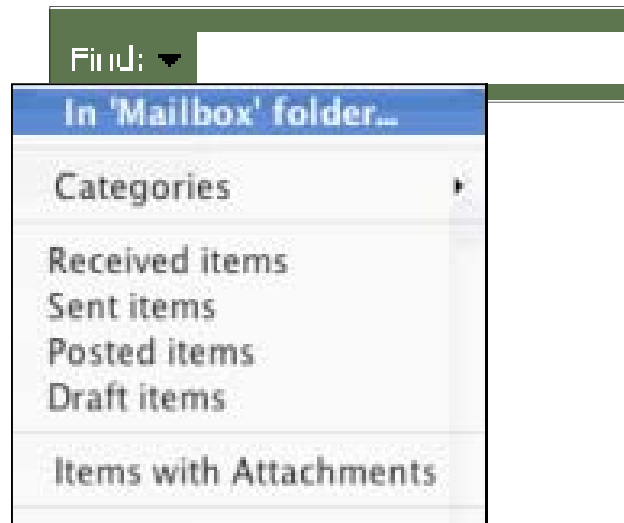 Find:
In 'Mailbox' folder...
Categories
Received items
Sent items
Posted items
Draft items
Items with Attachments